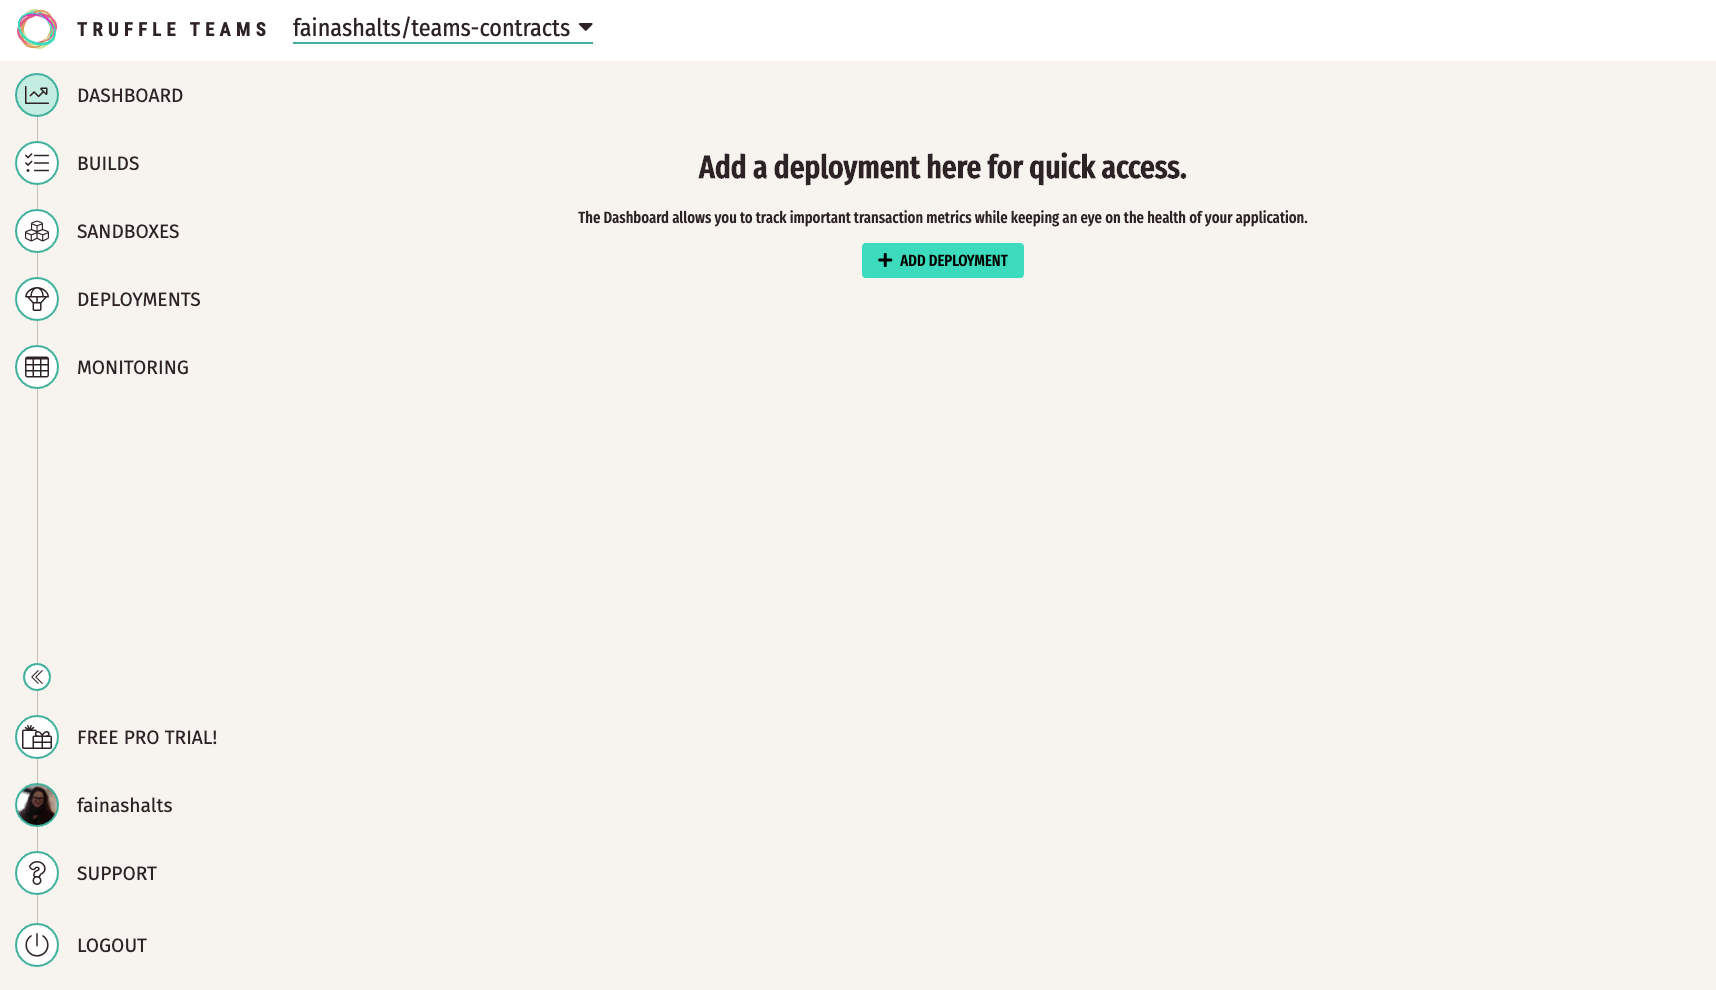 TRUFFLE TEAMS
fainashalts/teams-contracts
DASHBOARD
BUILDS
SANDBOXES
DEPLOYMENTS
MONITORING
Add a deployment here for quick access.
The Dashboard allows you to track important transaction metrics while keeping an eye on the health of your application.
ADD DEPLOYMENT
FREE PRO TRIAL!
fainashalts
SUPPORT
LOGOUT